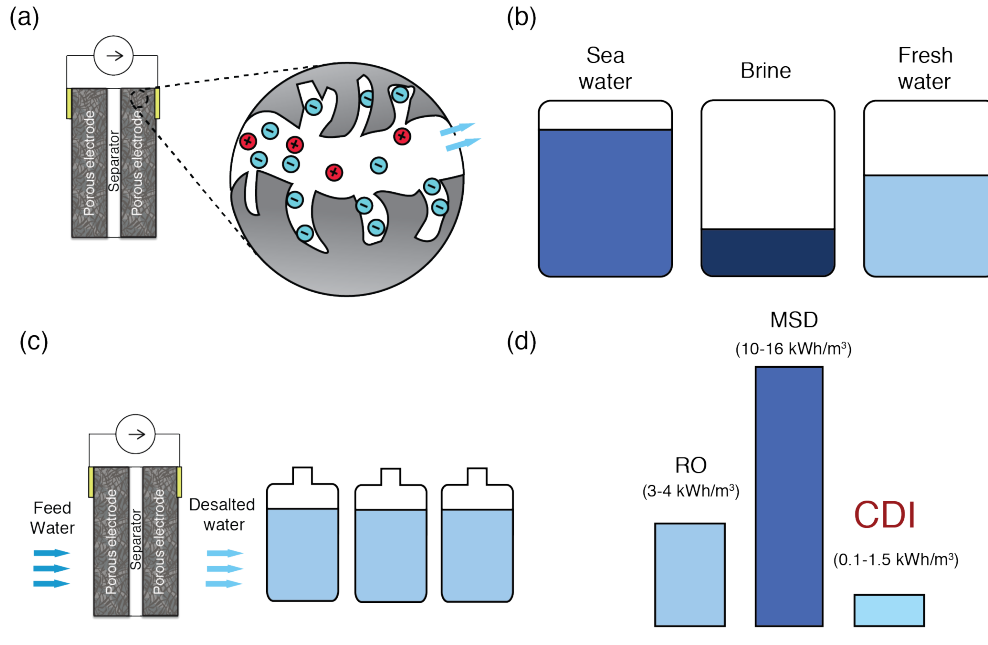 (a)
Porous electrode
Separator
Porous electrode
(b)
Sea
water
Brine
Fresh
water
(c)
Feed
Water
Porous electrode
Separator
Porous electrode
Desalted
water
(d)
MSD
(10-16 kWh/m³)
RO
(3-4 kWh/m³)
CDI
(0.1-1.5 kWh/m³)